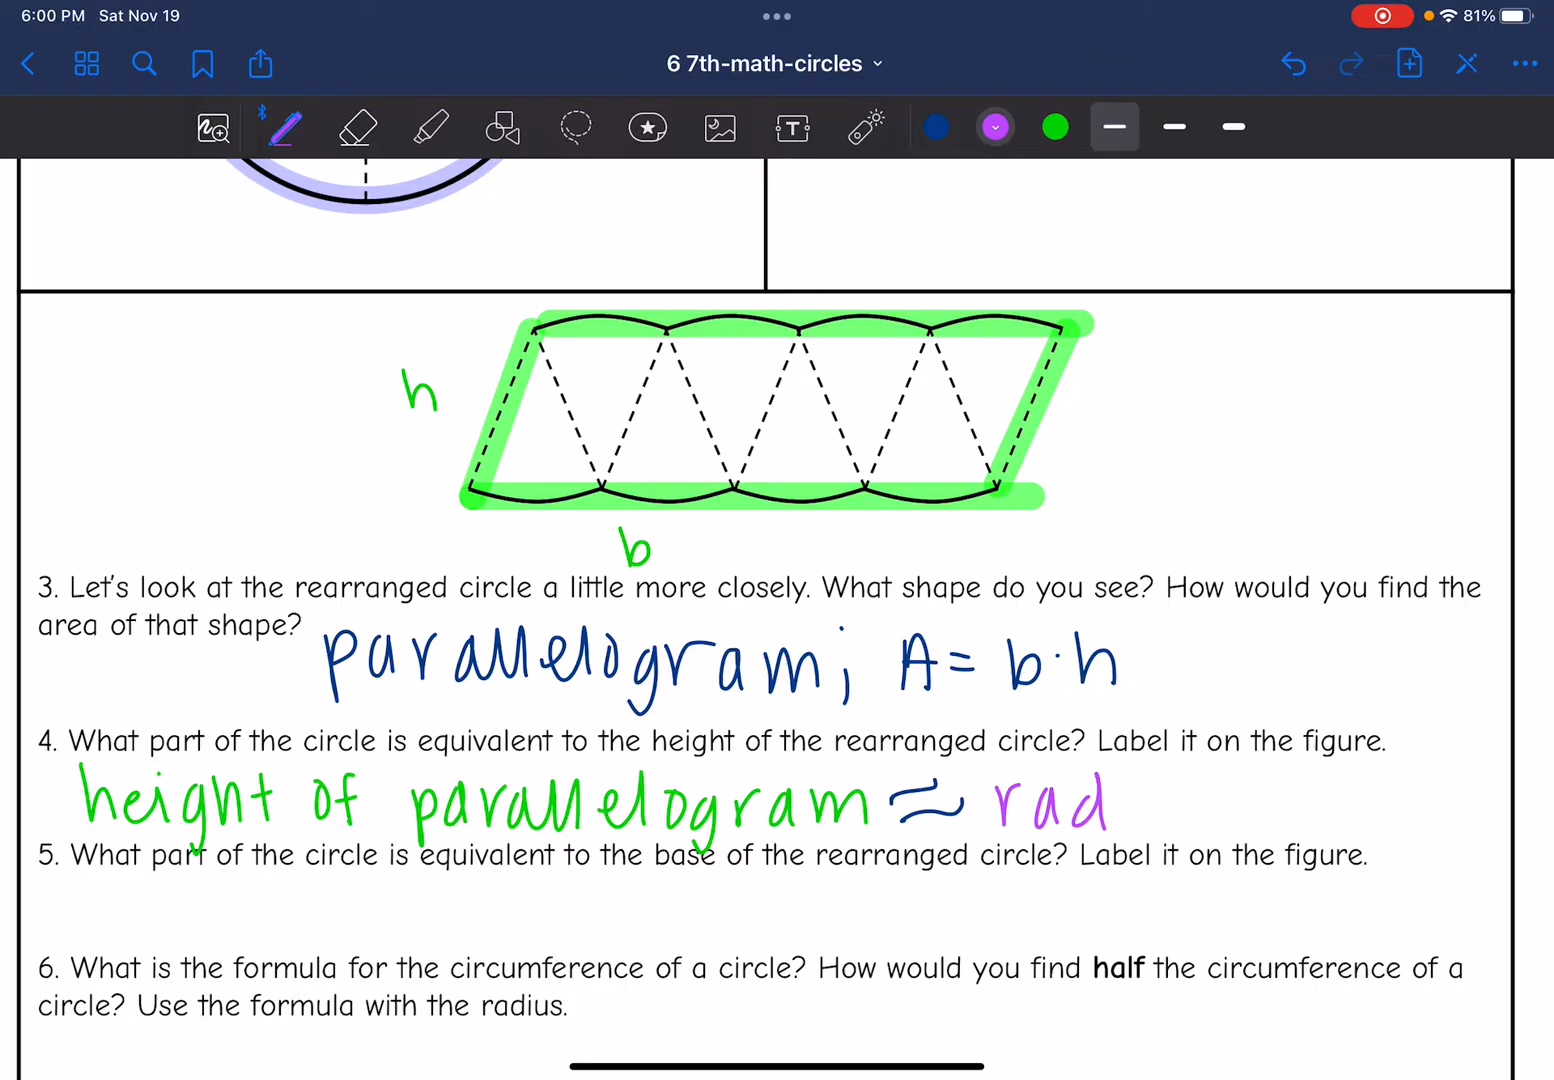 6:00 PM Sat Nov 19
81%
6 7th-math-circles
T
h
b
3. Let's look at the rearranged circle a little more closely. What shape do you see? How would you find the
area of that shape?
parallelogram; A = b·h
4. What part of the circle is equivalent to the height of the rearranged circle? Label it on the figure.
height of parallelogram ≈ rad
5. What part of the circle is equivalent to the base of the rearranged circle? Label it on the figure.
6. What is the formula for the circumference of a circle? How would you find half the circumference of a
circle? Use the formula with the radius.